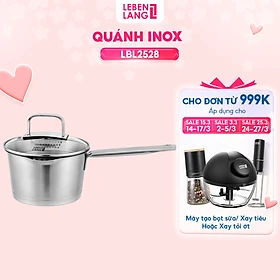 LEBEN
LANG
QUÁNH INOX
LBL2528
CHO ĐƠN TỪ 999K
Áp dụng cho
SALE 15.3
14-17/3
SALE 3.3
2-5/3
SALE 25.3
24-27/3
Máy tạo bọt sữa/ Xay tiêu
Hoặc Xay tỏi ớt